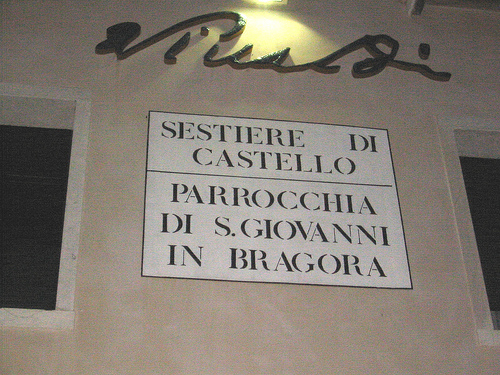 SESTIERE DI
CASTELLO
PARROCCHIA
DI S.GIOVANNI
IN BRAGORA